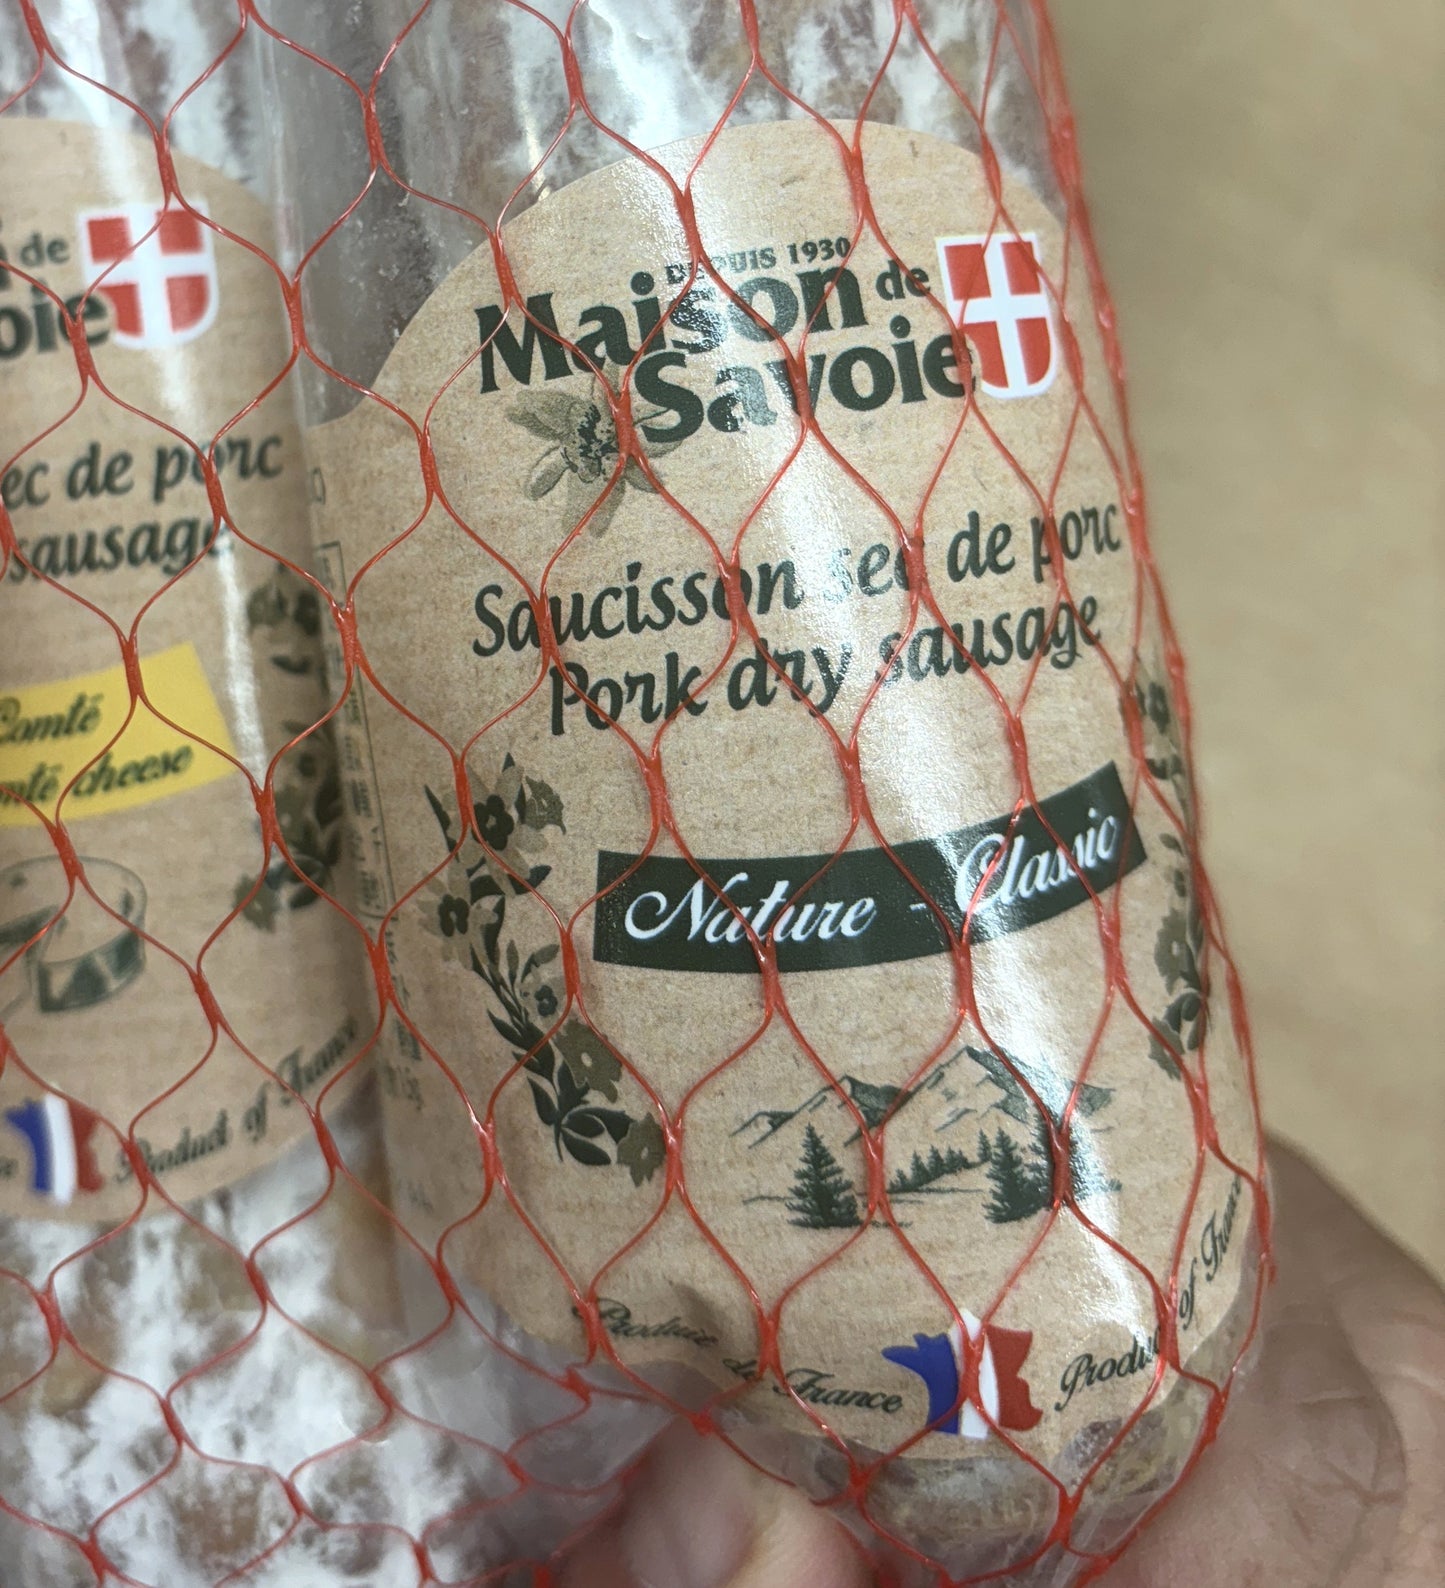 de
oie
ec de porc
sausage
Comté
mté cheese
Product of France
DEPUIS 1930
Maison de
Savoie
Saucisson sec de porc
Pork dry sausage
Nature - Classic
Produit de France
Product of France